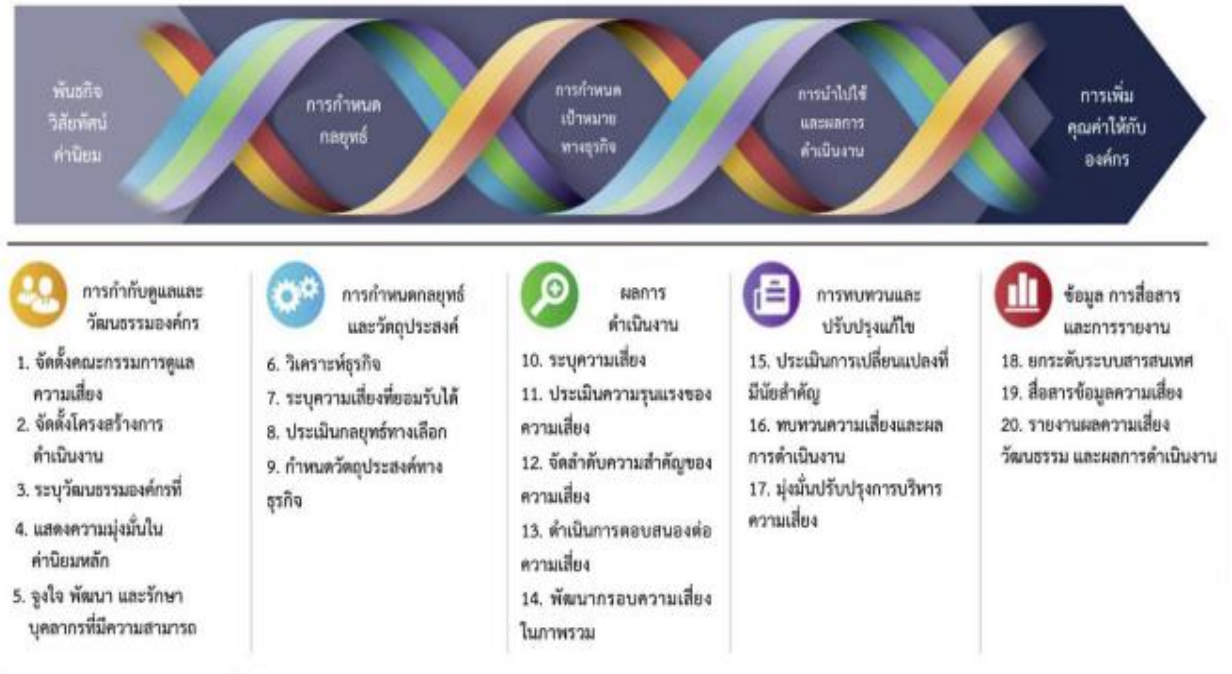 พันธกิจ
วิสัยทัศน์
ค่านิยม
การกำหนด
กลยุทธ์
การกำหนด
เป้าหมาย
ทางธุรกิจ
การนำไปใช้
และผลการ
ดำเนินงาน
การเพิ่ม
คุณค่าให้กับ
องค์กร
การกำกับดูแลและ
วัฒนธรรมองค์กร
1. จัดตั้งคณะกรรมการดูแล
ความเสี่ยง
2. จัดตั้งโครงสร้างการ
ดำเนินงาน
3. ระบุวัฒนธรรมองค์กรที่
4. แสดงความมุ่งมั่นใน
ค่านิยมหลัก
5. จูงใจ พัฒนา และรักษา
บุคลากรที่มีความสามารถ
การกำหนดกลยุทธ์
และวัตถุประสงค์
6. วิเคราะห์ธุรกิจ
7. ระบุความเสี่ยงที่ยอมรับได้
8. ประเมินกลยุทธ์ทางเลือก
9. กำหนดวัตถุประสงค์ทาง
ธุรกิจ
ผลการ
ดำเนินงาน
10. ระบุความเสี่ยง
11. ประเมินความรุนแรงของ
ความเสี่ยง
12. จัดลำดับความสำคัญของ
ความเสี่ยง
13. ดำเนินการตอบสนองต่อ
ความเสี่ยง
14. พัฒนากรอบความเสี่ยง
ในภาพรวม
การทบทวนและ
ปรับปรุงแก้ไข
15. ประเมินการเปลี่ยนแปลงที่
มีนัยสำคัญ
16. ทบทวนความเสี่ยงและผล
การดำเนินงาน
17. มุ่งมั่นปรับปรุงการบริหาร
ความเสี่ยง
ข้อมูล การสื่อสาร
และการรายงาน
18. ยกระดับระบบสารสนเทศ
19. สื่อสารข้อมูลความเสี่ยง
20. รายงานผลความเสี่ยง
วัฒนธรรม และผลการดำเนินงาน